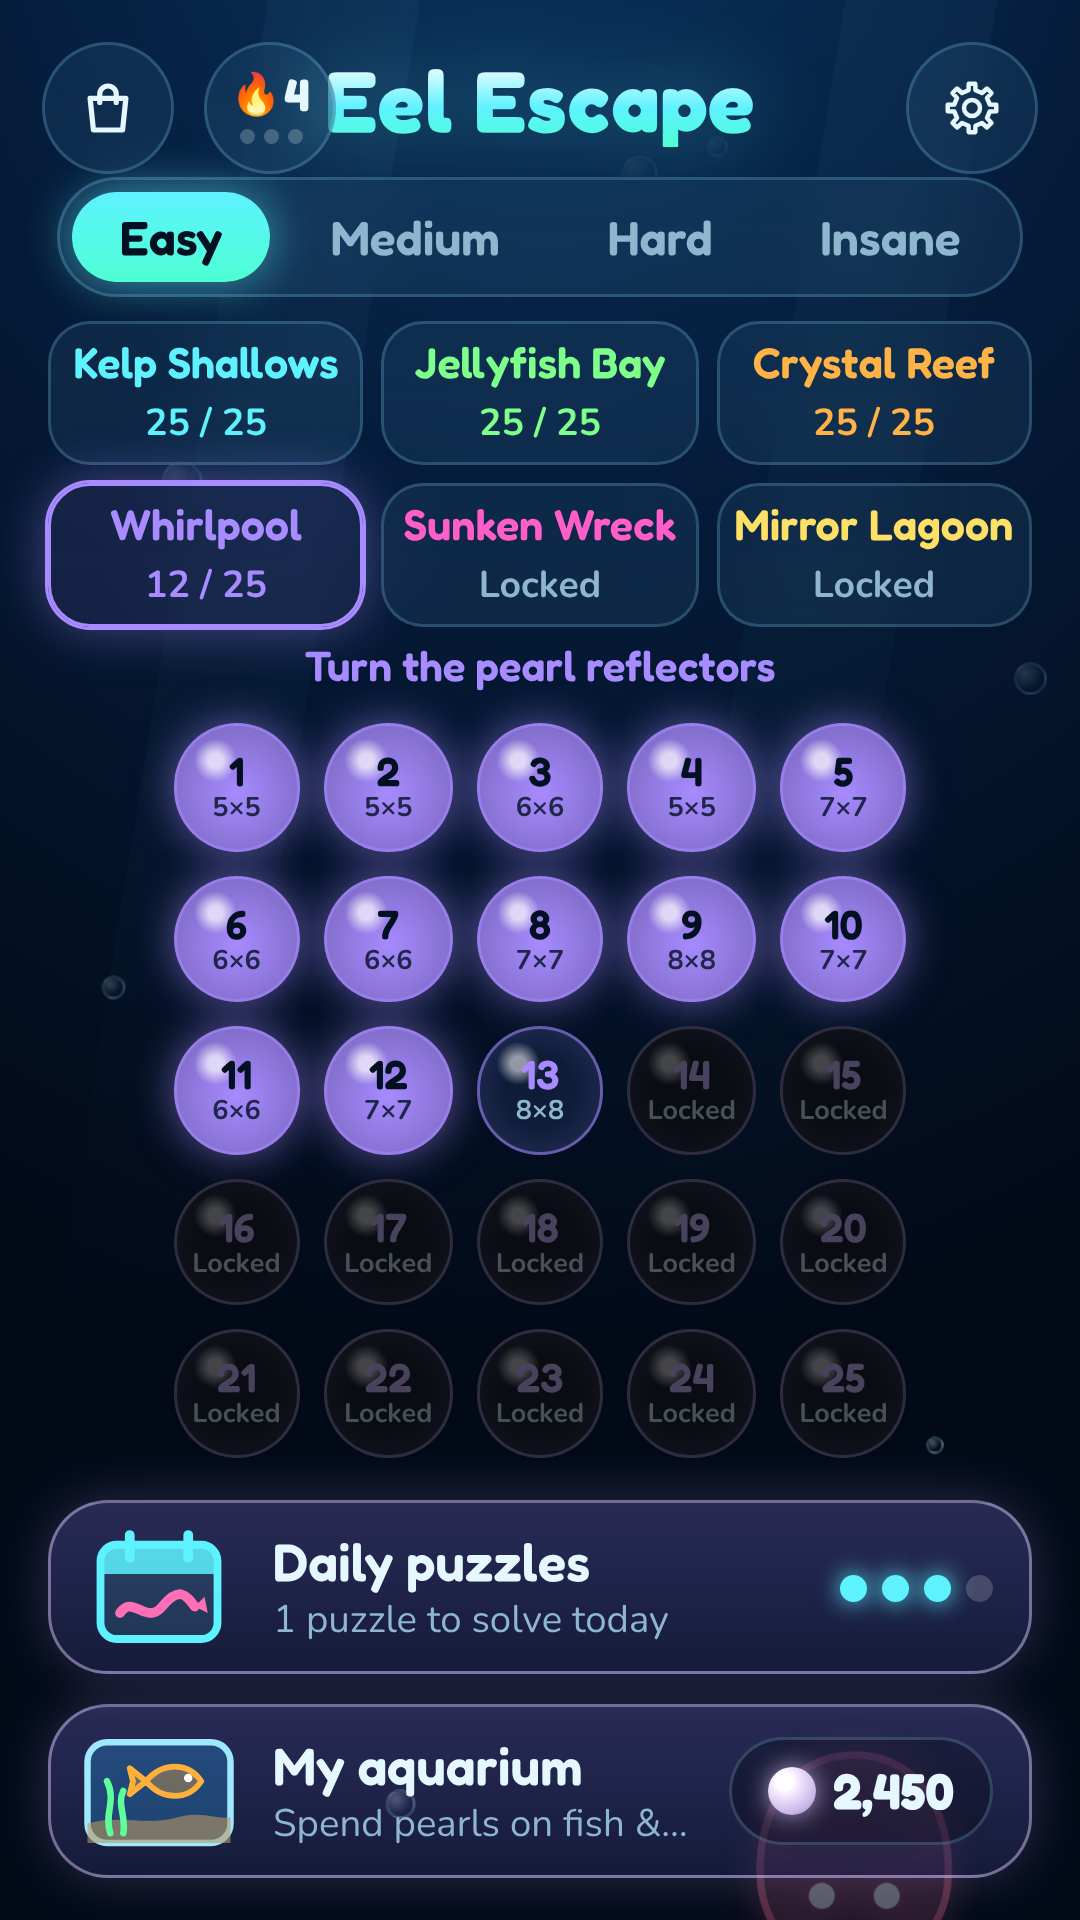 🔥4 Eel Escape
Easy Medium Hard Insane
Kelp Shallows Jellyfish Bay Crystal Reef
25 / 25 25 / 25 25 / 25
Whirlpool Sunken Wreck Mirror Lagoon
12 / 25 Locked Locked
Turn the pearl reflectors
1 2 3 4 5
5×5 5×5 6×6 5×5 7×7
6 7 8 9 10
6×6 6×6 7×7 8×8 7×7
11 12 13 14 15
6×6 7×7 8×8 Locked Locked
16 17 18 19 20
Locked Locked Locked Locked Locked
21 22 23 24 25
Locked Locked Locked Locked Locked
Daily puzzles
1 puzzle to solve today
My aquarium
Spend pearls on fish &...
2,450